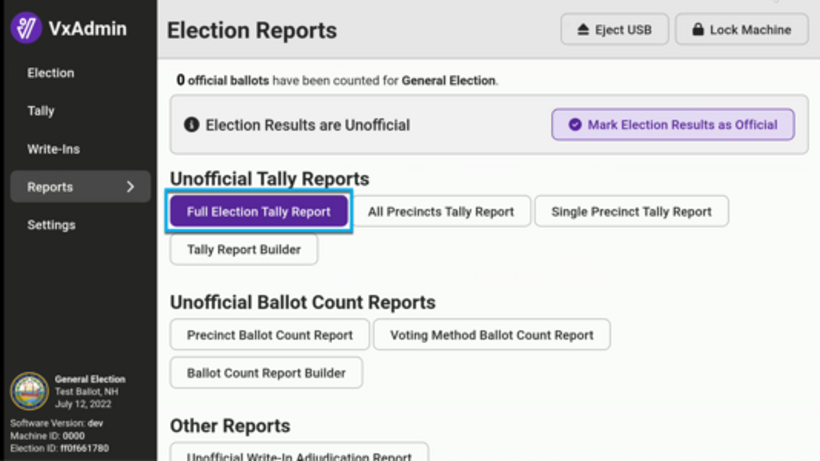 VxAdmin
Election Reports
Eject USB
Lock Machine
Election
Tally
Write-Ins
Reports
Settings
0 official ballots have been counted for General Election.
Election Results are Unofficial
Mark Election Results as Official
Unofficial Tally Reports
Full Election Tally Report
All Precincts Tally Report
Single Precinct Tally Report
Tally Report Builder
Unofficial Ballot Count Reports
Precinct Ballot Count Report
Voting Method Ballot Count Report
Ballot Count Report Builder
Other Reports
Unofficial Write-In Adjudication Report
General Election
Test Ballot, NH
July 12, 2022
Software Version: dev
Machine ID: 0000
Election ID: ff0f661780